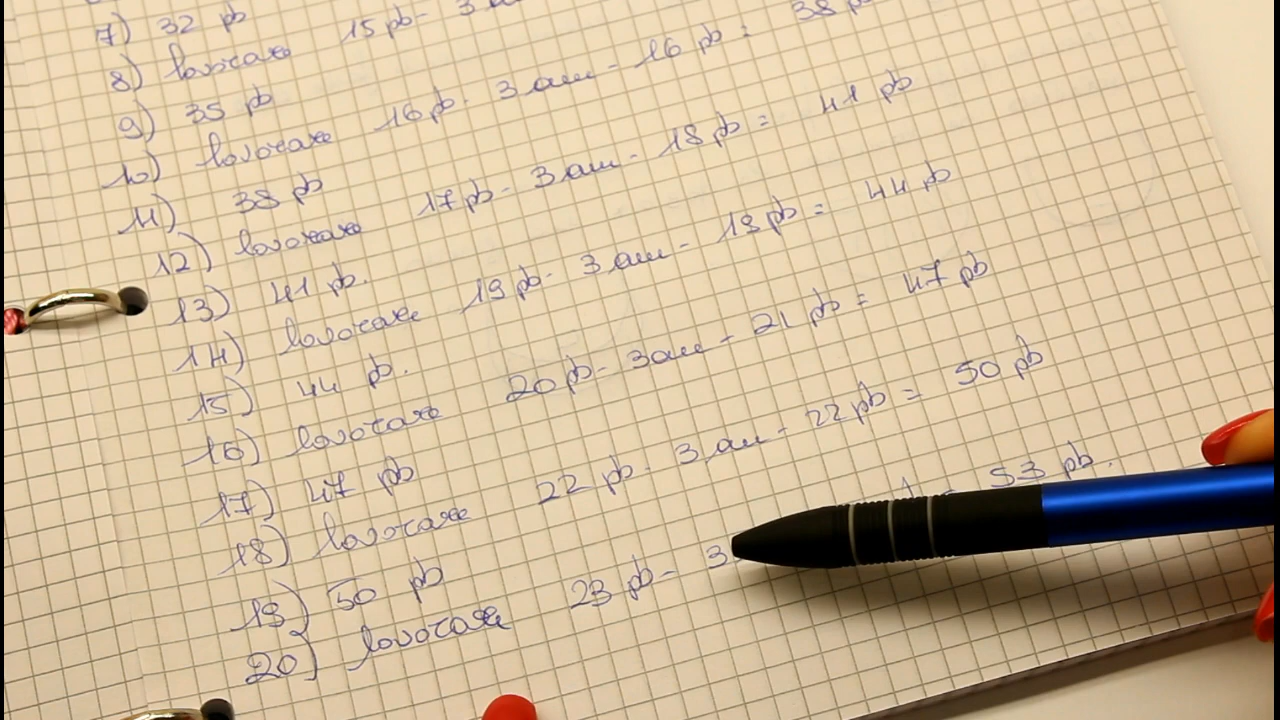 7) 32 pb
8) lavorare 15 pb - 3
9) 35 pb
10) lavorare 16 pb - 3 aum - 16 pb = 38 pb
11) 38 pb
12) lavorare 17 pb - 3 aum - 18 pb = 41 pb
13) 41 pb.
14) lavorare 19 pb - 3 aum - 19 pb = 44 pb
15) 44 pb.
16) lavorare 20 pb - 3 aum - 21 pb = 47 pb
17) 47 pb
18) lavorare 22 pb - 3 aum - 22 pb = 50 pb
19) 50 pb
20) lavorare 23 pb - 3 = 53 pb.